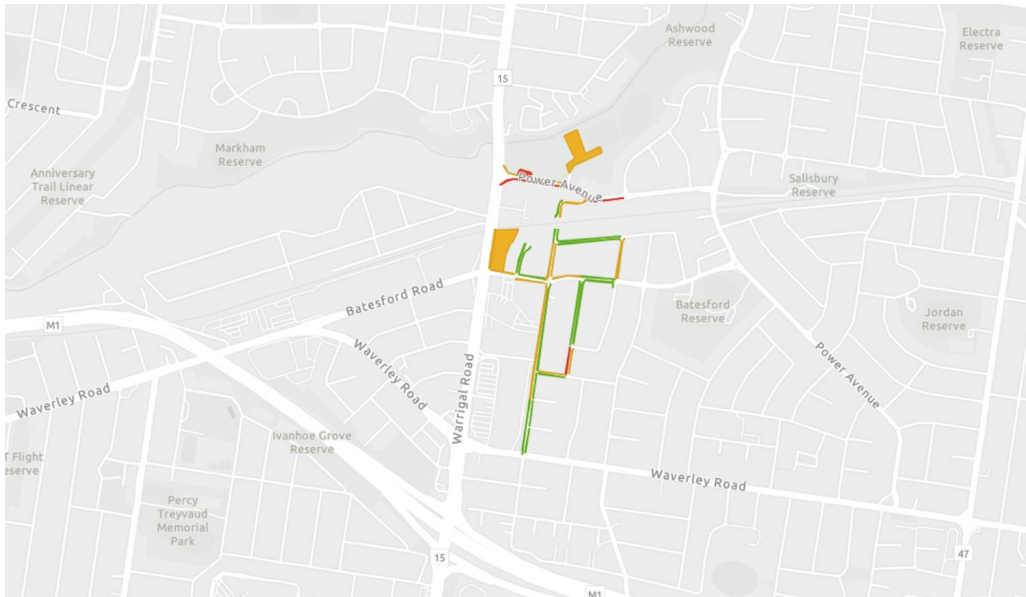 Ashwood
Reserve
Electra
Reserve
15
Crescent
Markham
Reserve
Anniversary
Trail Linear
Reserve
Power Avenue
Salisbury
Reserve
Batesford Road
Batesford
Reserve
Jordan
Reserve
M1
Waverley Road
Waverley Road
Warrigal Road
Power Avenue
Ivanhoe Grove
Reserve
T Flight
eserve
Waverley Road
Percy
Treyvaud
Memorial
Park
15
47
M1